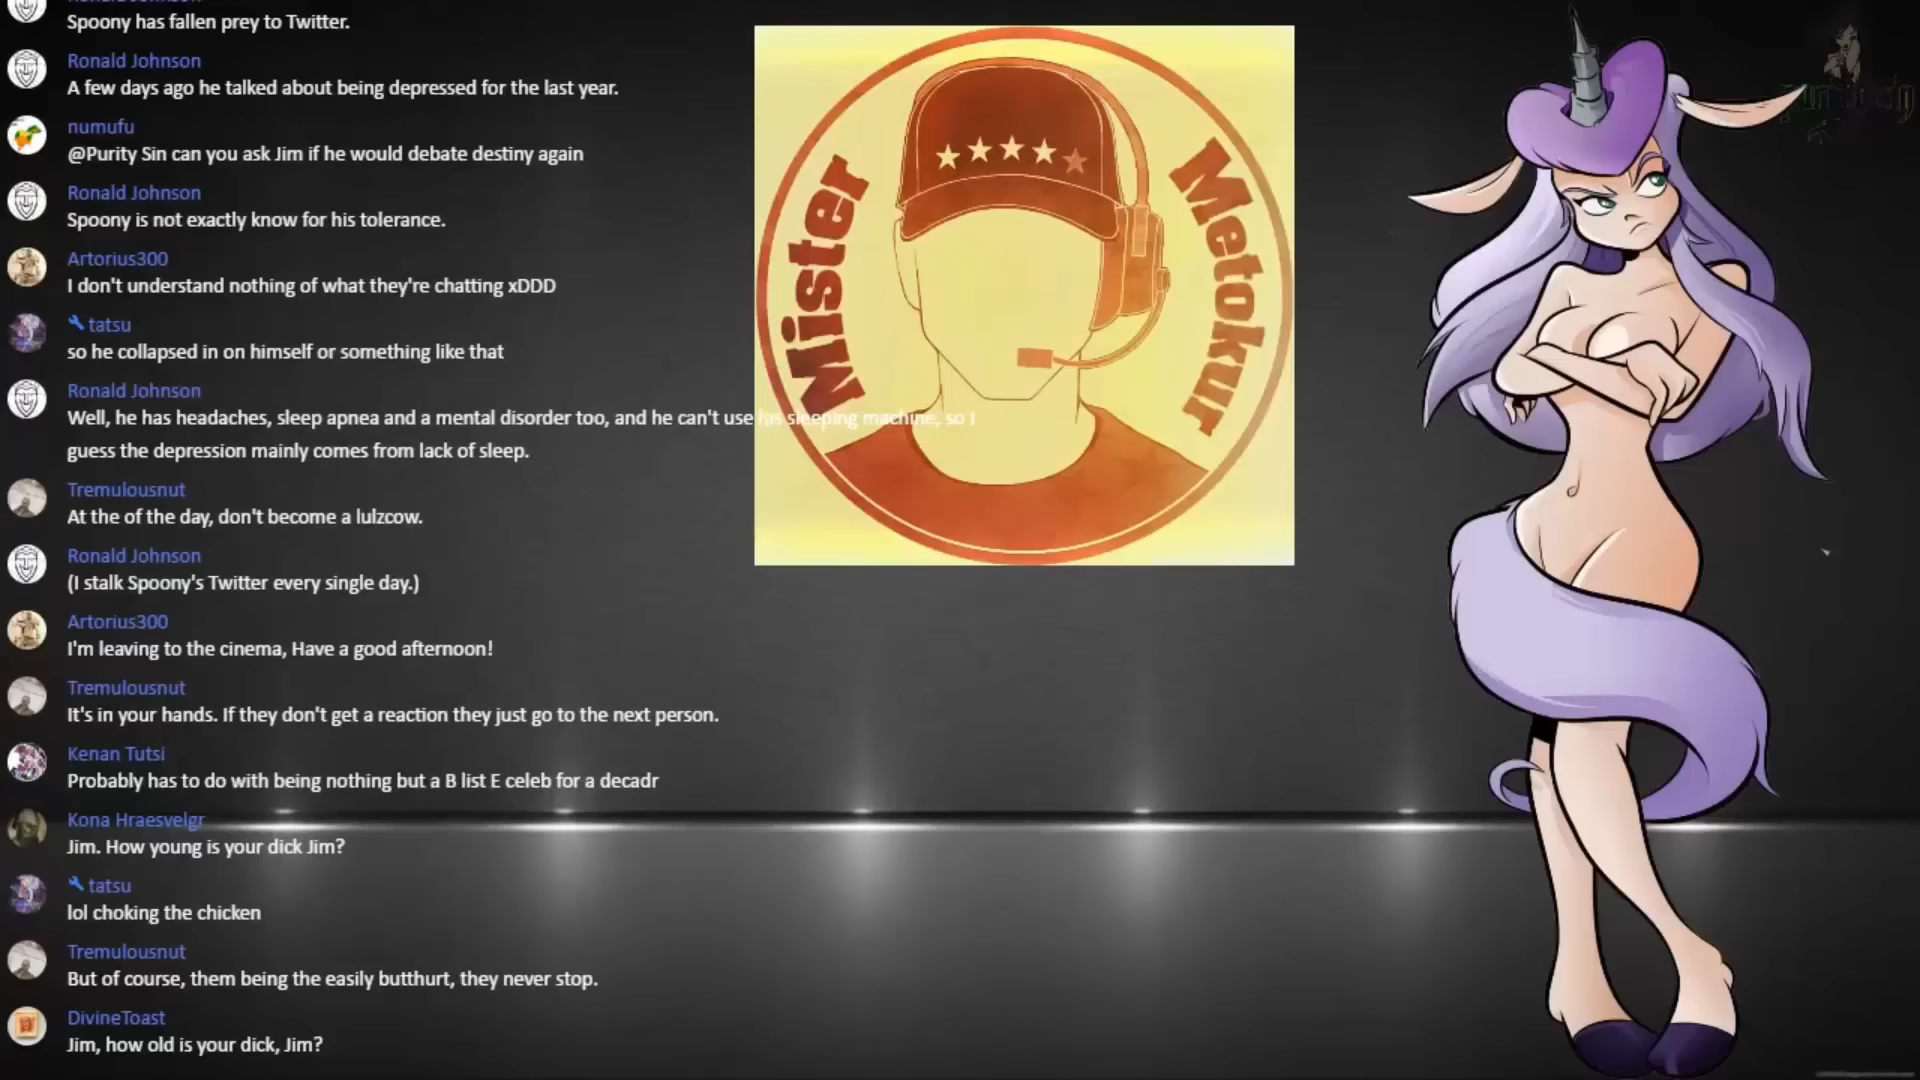 Spoony has fallen prey to Twitter.
Ronald Johnson
A few days ago he talked about being depressed for the last year.
numufu
@Purity Sin can you ask Jim if he would debate destiny again
Ronald Johnson
Spoony is not exactly know for his tolerance.
Artorius300
I don't understand nothing of what they're chatting xDDD
tatsu
so he collapsed in on himself or something like that
Ronald Johnson
Well, he has headaches, sleep apnea and a mental disorder too, and he can't use his sleeping machine, so I
guess the depression mainly comes from lack of sleep.
Tremulousnut
At the of the day, don't become a lulzcow.
Ronald Johnson
(I stalk Spoony's Twitter every single day.)
Artorius300
I'm leaving to the cinema, Have a good afternoon!
Tremulousnut
It's in your hands. If they don't get a reaction they just go to the next person.
Kenan Tutsi
Probably has to do with being nothing but a B list E celeb for a decadr
Kona Hraesvelgr
Jim. How young is your dick Jim?
tatsu
lol choking the chicken
Tremulousnut
But of course, them being the easily butthurt, they never stop.
DivineToast
Jim, how old is your dick, Jim?
Mister
Metokur